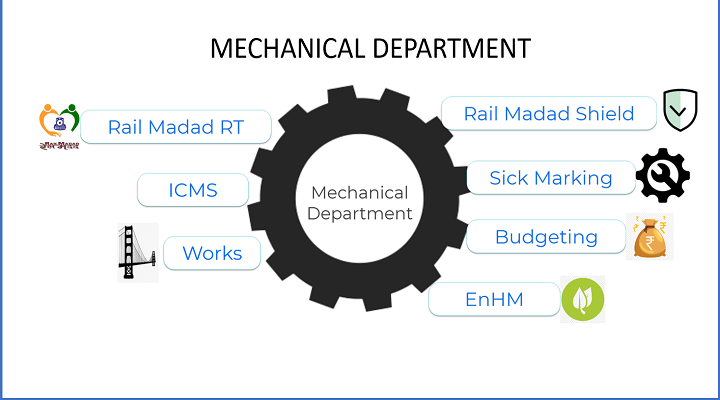 MECHANICAL DEPARTMENT
Rail Madad RT
ICMS
Works
Mechanical
Department
Rail Madad Shield
Sick Marking
Budgeting
EnHM